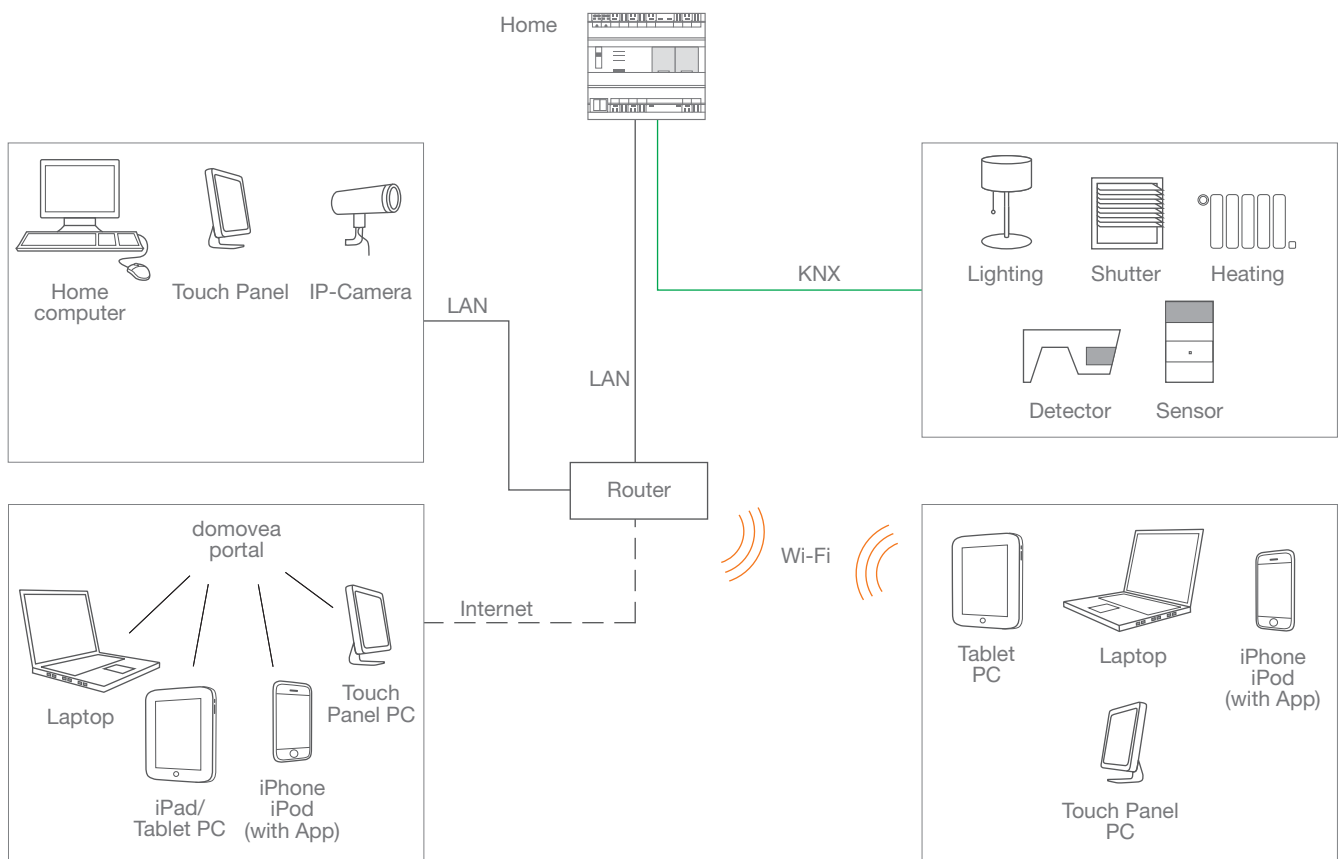 Home
Home
computer
Touch Panel
IP-Camera
LAN
LAN
KNX
Lighting
Shutter
Heating
Detector
Sensor
Router
Wi-Fi
Internet
domovea
portal
Laptop
iPad/
Tablet PC
iPhone
iPod
(with App)
Touch
Panel PC
Tablet
PC
Laptop
iPhone
iPod
(with App)
Touch Panel
PC